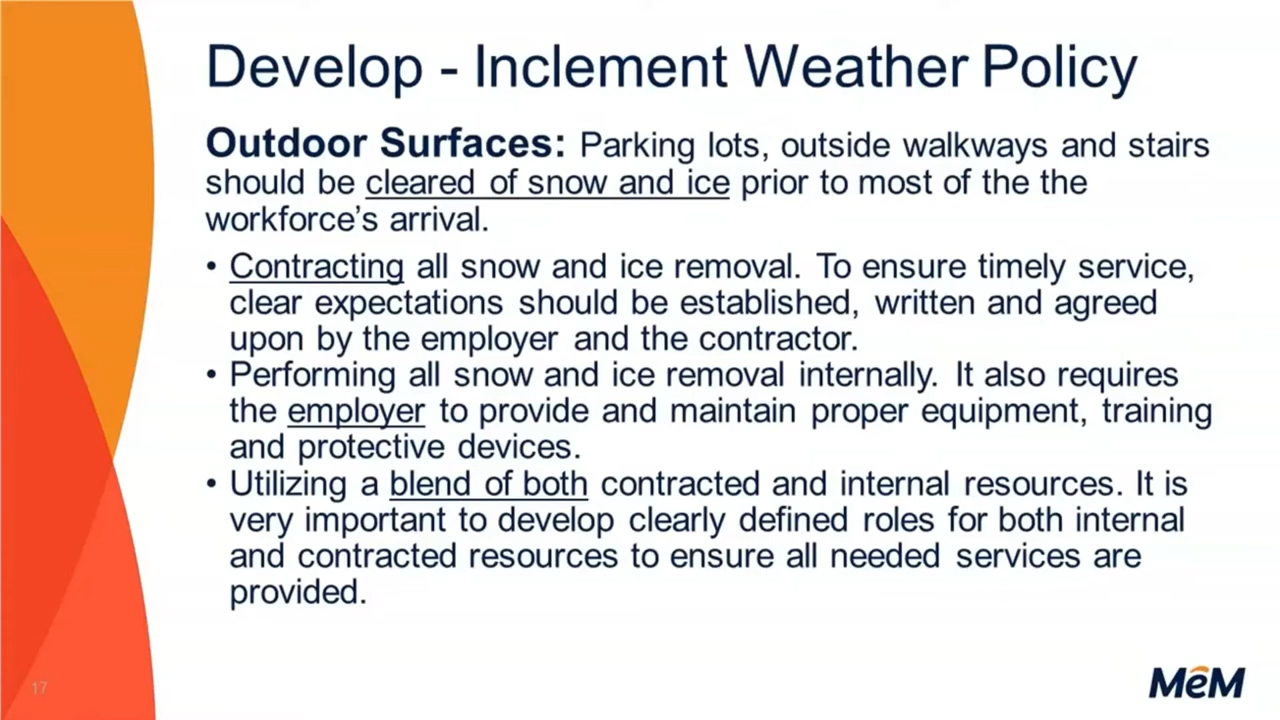 Develop - Inclement Weather Policy
Outdoor Surfaces: Parking lots, outside walkways and stairs
should be cleared of snow and ice prior to most of the the
workforce’s arrival.
• Contracting all snow and ice removal. To ensure timely service,
clear expectations should be established, written and agreed
upon by the employer and the contractor.
• Performing all snow and ice removal internally. It also requires
the employer to provide and maintain proper equipment, training
and protective devices.
• Utilizing a blend of both contracted and internal resources. It is
very important to develop clearly defined roles for both internal
and contracted resources to ensure all needed services are
provided.
17
MeM